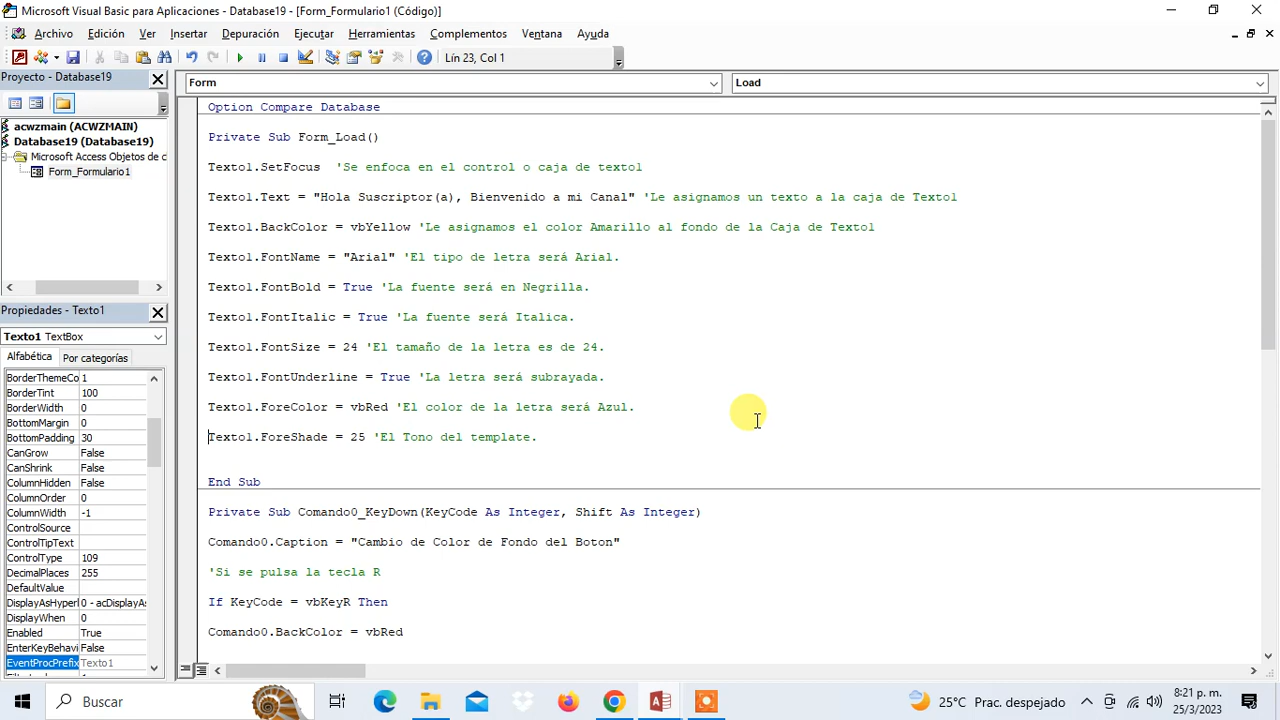 Microsoft Visual Basic para Aplicaciones - Database19 - [Form_Formulario1 (Código)]
Archivo Edición Ver Insertar Depuración Ejecutar Herramientas Complementos Ventana Ayuda
Lín 23, Col 1
Proyecto - Database19
acwzmain (ACWZMAIN)
Database19 (Database19)
Microsoft Access Objetos de c
Form_Formulario1
Propiedades - Texto1
Texto1 TextBox
Alfabética Por categorías
BorderThemeCo 1
BorderTint 100
BorderWidth 0
BottomMargin 0
BottomPadding 30
CanGrow False
CanShrink False
ColumnHidden False
ColumnOrder 0
ColumnWidth -1
ControlSource
ControlTipText
ControlType 109
DecimalPlaces 255
DefaultValue
DisplayAsHyperl 0 - acDisplayAs
DisplayWhen 0
Enabled True
EnterKeyBehavi False
EventProcPrefix Texto1
Form Load
Option Compare Database
Private Sub Form_Load()
Texto1.SetFocus 'Se enfoca en el control o caja de texto1
Texto1.Text = "Hola Suscriptor(a), Bienvenido a mi Canal" 'Le asignamos un texto a la caja de Texto1
Texto1.BackColor = vbYellow 'Le asignamos el color Amarillo al fondo de la Caja de Texto1
Texto1.FontName = "Arial" 'El tipo de letra será Arial.
Texto1.FontBold = True 'La fuente será en Negrilla.
Texto1.FontItalic = True 'La fuente será Italica.
Texto1.FontSize = 24 'El tamaño de la letra es de 24.
Texto1.FontUnderline = True 'La letra será subrayada.
Texto1.ForeColor = vbRed 'El color de la letra será Azul.
Texto1.ForeShade = 25 'El Tono del template.
End Sub
Private Sub Comando0_KeyDown(KeyCode As Integer, Shift As Integer)
Comando0.Caption = "Cambio de Color de Fondo del Boton"
'Si se pulsa la tecla R
If KeyCode = vbKeyR Then
Comando0.BackColor = vbRed
Buscar
25°C Prac. despejado
8:21 p. m.
25/3/2023